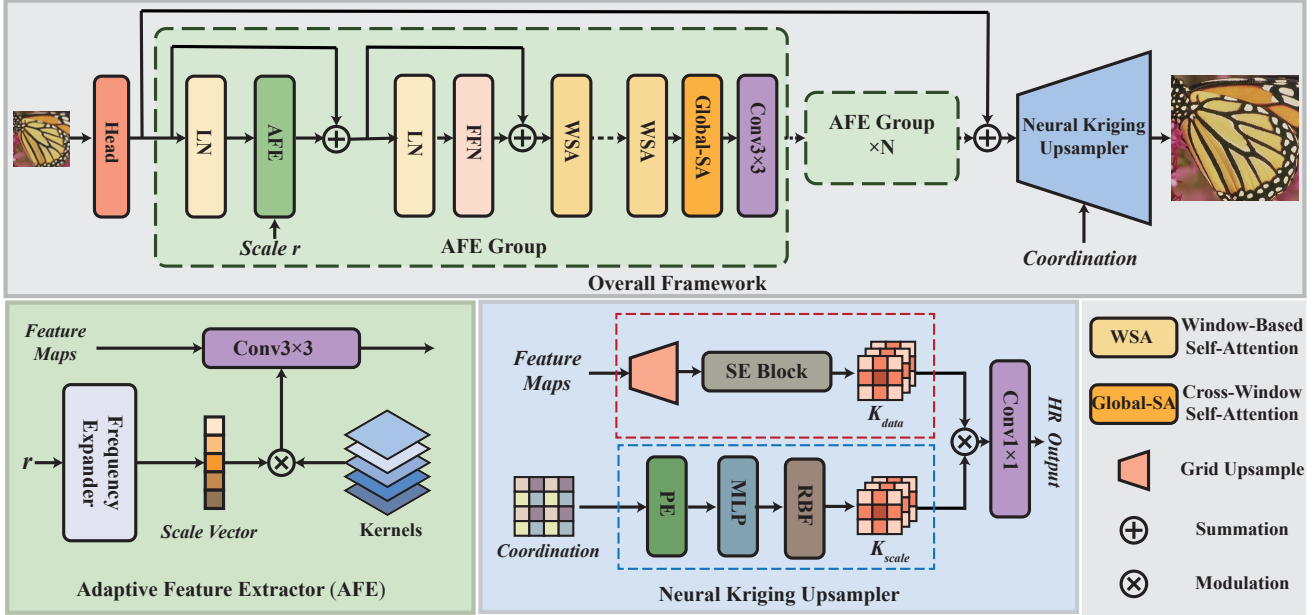 Head
LN
AFE
Scale r
LN
FFN
WSA
WSA
Global-SA
Conv3×3
AFE Group
AFE Group
×N
Neural Kriging
Upsampler
Coordination
Overall Framework
Feature
Maps
Conv3×3
r
Frequency
Expander
Scale Vector
Kernels
Adaptive Feature Extractor (AFE)
Feature
Maps
SE Block
K_data
Coordination
PE
MLP
RBF
K_scale
Conv1×1
HR Output
Neural Kriging Upsampler
WSA
Window-Based
Self-Attention
Global-SA
Cross-Window
Self-Attention
Grid Upsample
Summation
Modulation